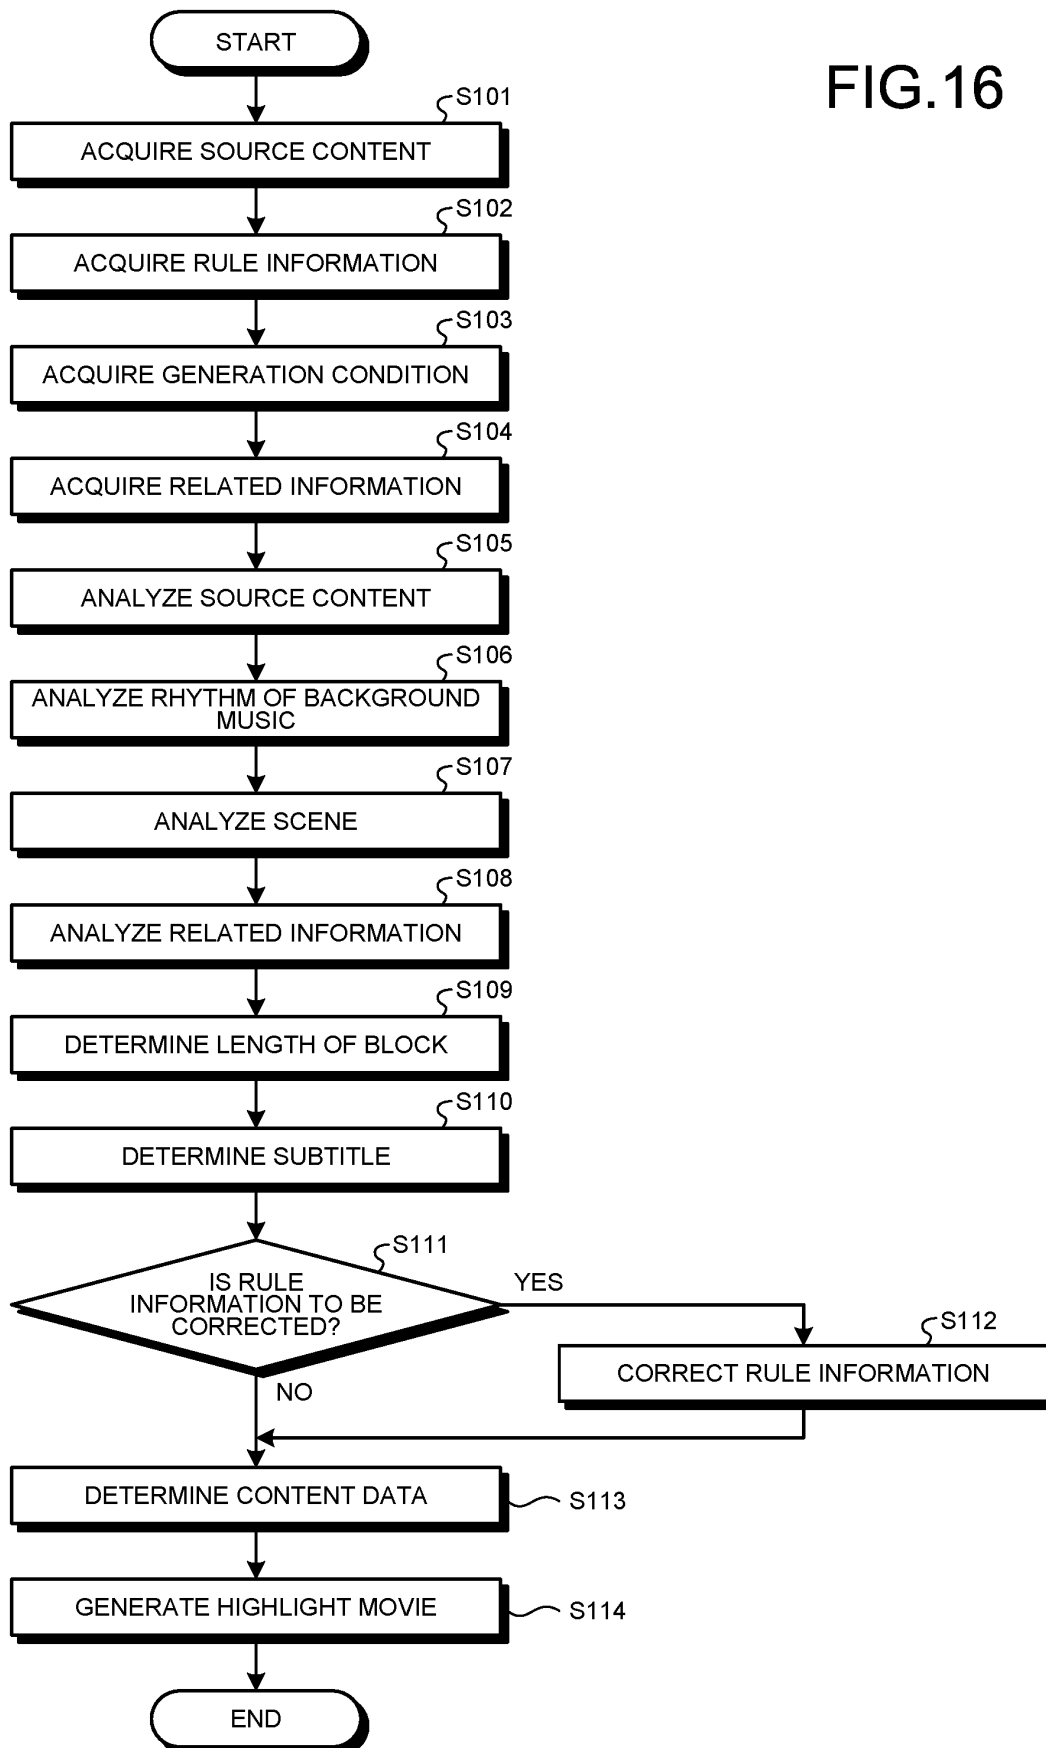 START
FIG.16
S101
ACQUIRE SOURCE CONTENT
S102
ACQUIRE RULE INFORMATION
S103
ACQUIRE GENERATION CONDITION
S104
ACQUIRE RELATED INFORMATION
S105
ANALYZE SOURCE CONTENT
S106
ANALYZE RHYTHM OF BACKGROUND
MUSIC
S107
ANALYZE SCENE
S108
ANALYZE RELATED INFORMATION
S109
DETERMINE LENGTH OF BLOCK
S110
DETERMINE SUBTITLE
S111
IS RULE
INFORMATION TO BE
CORRECTED?
YES
S112
CORRECT RULE INFORMATION
NO
DETERMINE CONTENT DATA
S113
GENERATE HIGHLIGHT MOVIE
S114
END